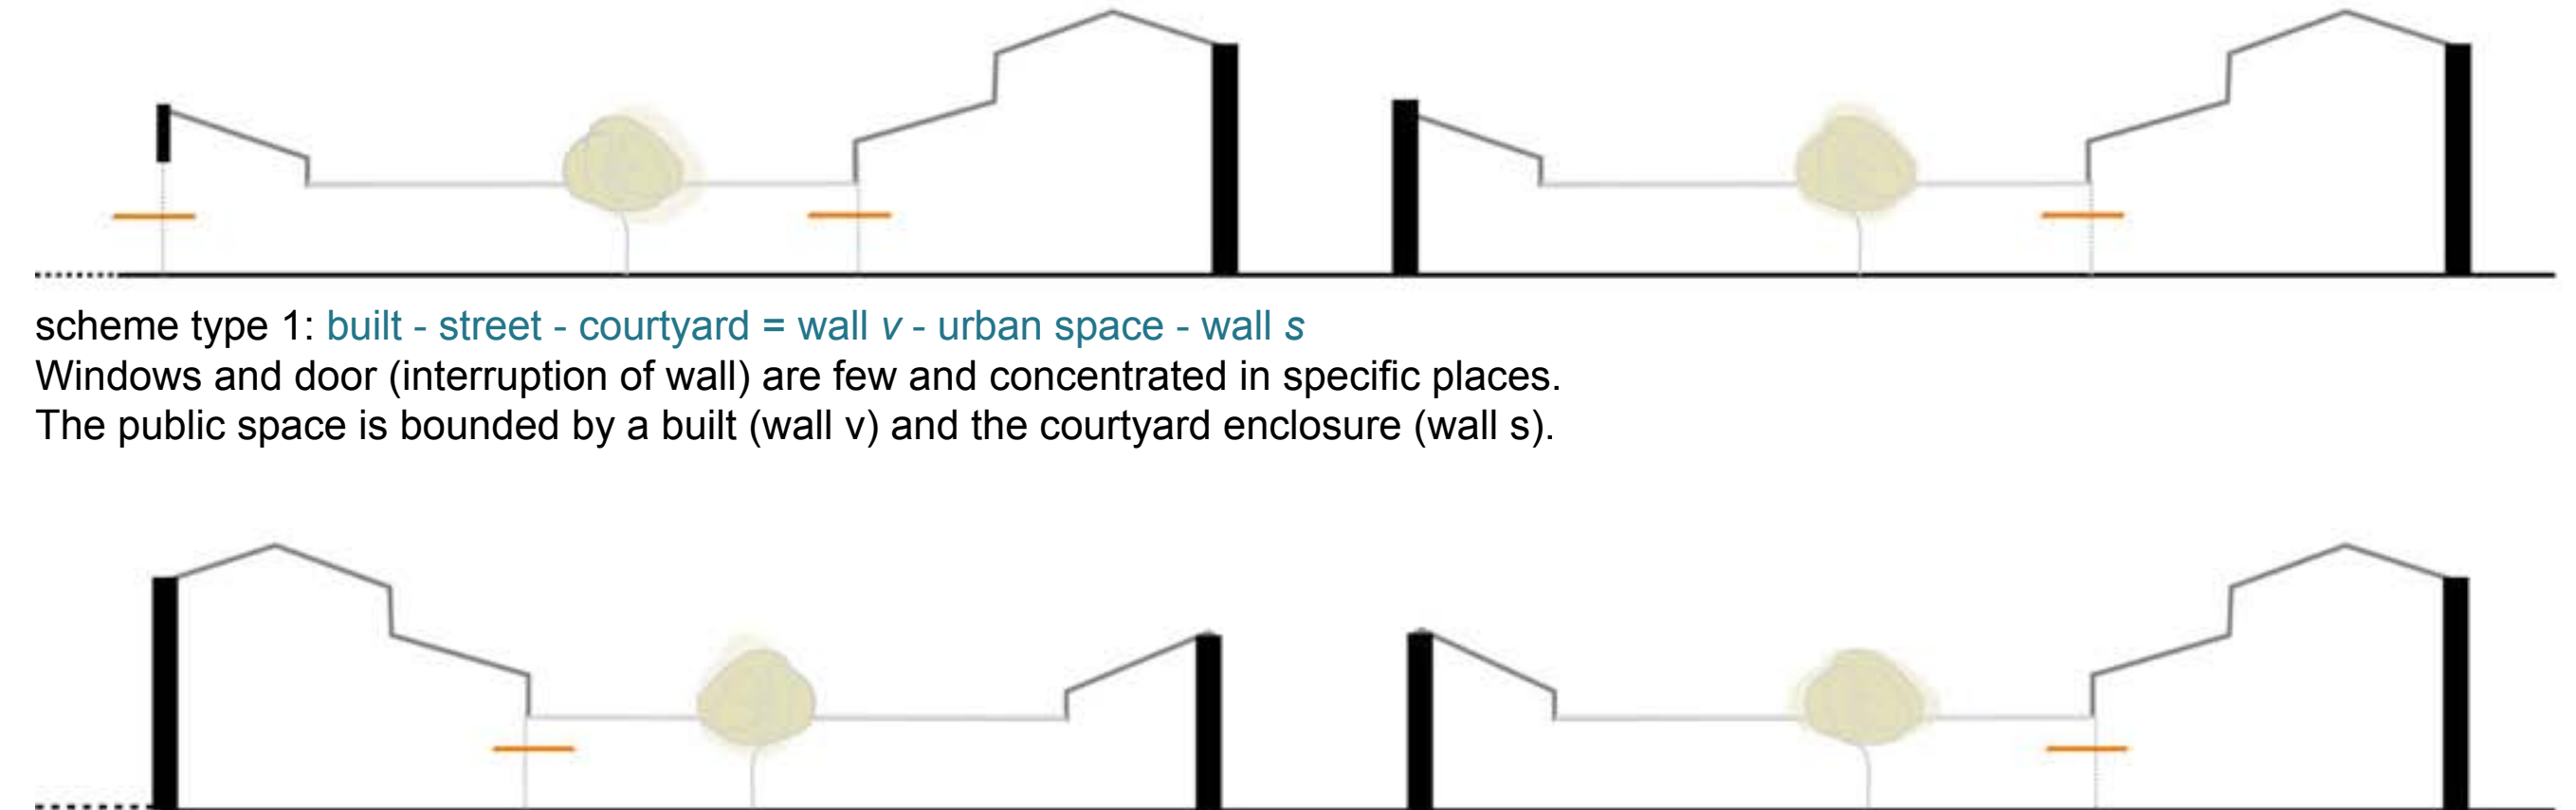 scheme type 1: built - street - courtyard = wall v - urban space - wall s
Windows and door (interruption of wall) are few and concentrated in specific places.
The public space is bounded by a built (wall v) and the courtyard enclosure (wall s).